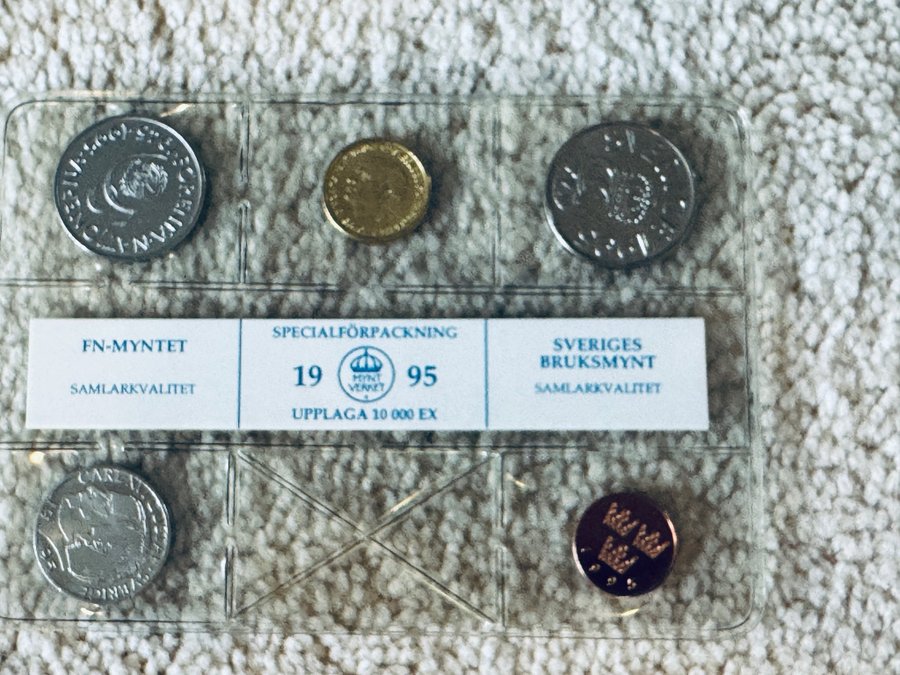 FN-MYNTET
SAMLARKVALITET
SPECIALFÖRPACKNING
19 95
MYNT
VERKET
UPPLAGA 10 000 EX
SVERIGES
BRUKSMYNT
SAMLARKVALITET